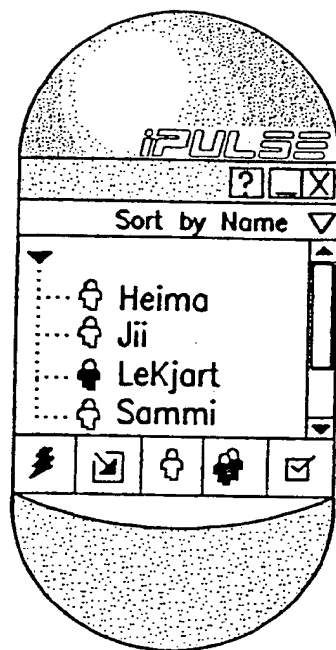 iPULSE
? _ X
Sort by Name
Heima
Jii
LeKjart
Sammi